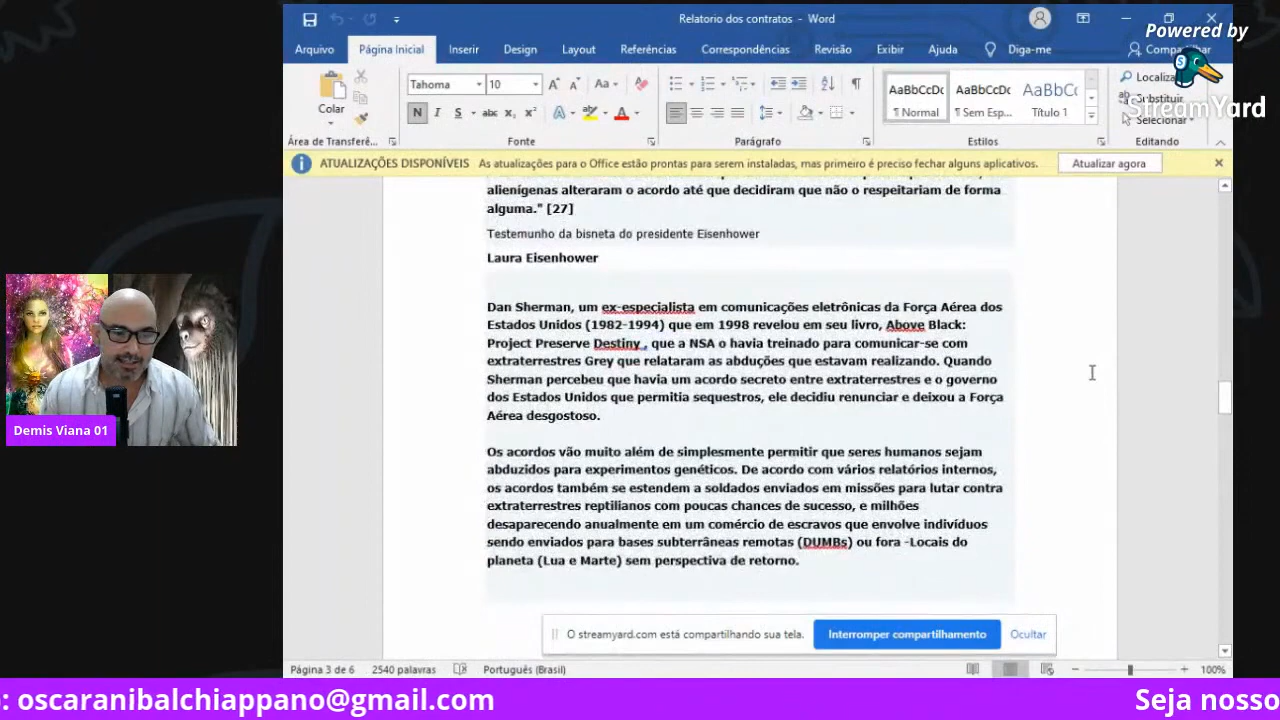 Relatorio dos contratos - Word
Powered by
StreamYard
Arquivo Página Inicial Inserir Design Layout Referências Correspondências Revisão Exibir Ajuda Diga-me
Colar
Tahoma 10
N I S abc x₂ x²
Aa
AaBbCcDc AaBbCcDc AaBbCc
¶ Normal ¶ Sem Esp... Título 1
Substituir
Selecionar
Área de Transferê... Fonte Parágrafo Estilos Editando
ATUALIZAÇÕES DISPONÍVEIS As atualizações para o Office estão prontas para serem instaladas, mas primeiro é preciso fechar alguns aplicativos. Atualizar agora
alienígenas alteraram o acordo até que decidiram que não o respeitariam de forma
alguma." [27]
Testemunho da bisneta do presidente Eisenhower
Laura Eisenhower
Dan Sherman, um ex-especialista em comunicações eletrônicas da Força Aérea dos
Estados Unidos (1982-1994) que em 1998 revelou em seu livro, Above Black:
Project Preserve Destiny , que a NSA o havia treinado para comunicar-se com
extraterrestres Grey que relataram as abduções que estavam realizando. Quando
Sherman percebeu que havia um acordo secreto entre extraterrestres e o governo
dos Estados Unidos que permitia sequestros, ele decidiu renunciar e deixou a Força
Aérea desgostoso.
Os acordos vão muito além de simplesmente permitir que seres humanos sejam
abduzidos para experimentos genéticos. De acordo com vários relatórios internos,
os acordos também se estendem a soldados enviados em missões para lutar contra
extraterrestres reptilianos com poucas chances de sucesso, e milhões
desaparecendo anualmente em um comércio de escravos que envolve indivíduos
sendo enviados para bases subterrâneas remotas (DUMBs) ou fora -Locais do
planeta (Lua e Marte) sem perspectiva de retorno.
Demis Viana 01
O streamyard.com está compartilhando sua tela. Interromper compartilhamento Ocultar
Página 3 de 6 2540 palavras Português (Brasil) 100%
: oscaranibalchiappano@gmail.com Seja nosso